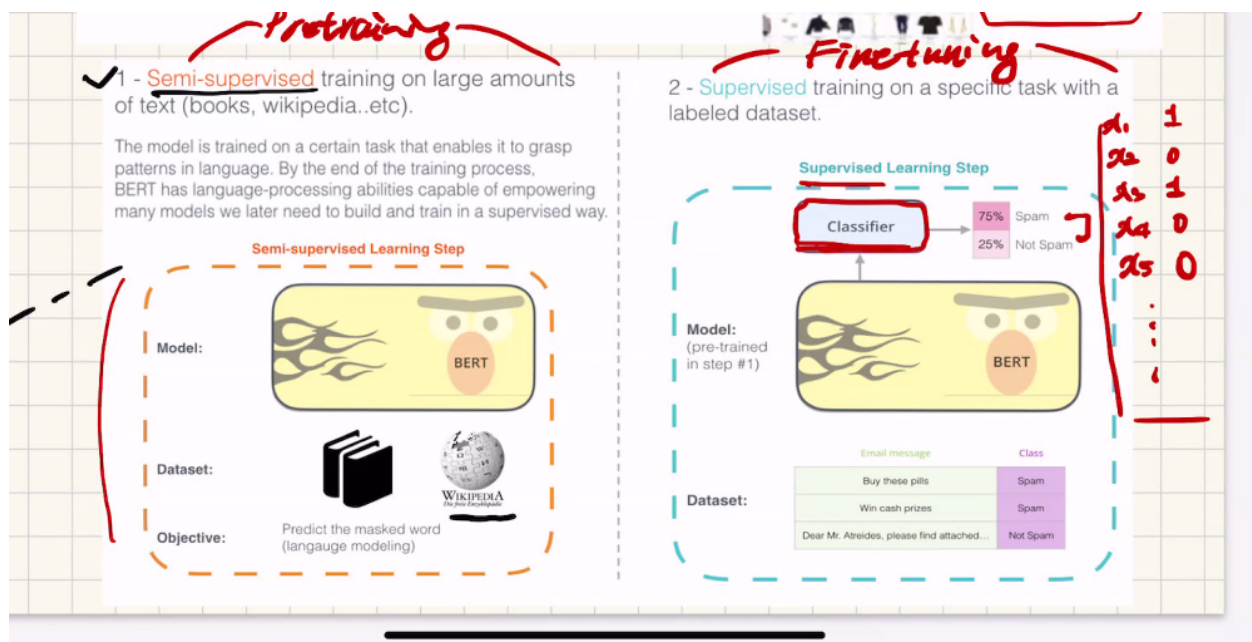 Pretraining
1 - Semi-supervised training on large amounts
of text (books, wikipedia..etc).
The model is trained on a certain task that enables it to grasp
patterns in language. By the end of the training process,
BERT has language-processing abilities capable of empowering
many models we later need to build and train in a supervised way.
Semi-supervised Learning Step
Model:
BERT
Dataset:
WIKIPEDIA
Die freie Enzyklopädie
Objective:
Predict the masked word
(langauge modeling)
Finetuning
2 - Supervised training on a specific task with a
labeled dataset.
Supervised Learning Step
Classifier
75% Spam
25% Not Spam
x1 1
x2 0
x3 1
x4 0
x5 0
Model:
(pre-trained
in step #1)
BERT
Dataset:
Email message Class
Buy these pills Spam
Win cash prizes Spam
Dear Mr. Atreides, please find attached... Not Spam